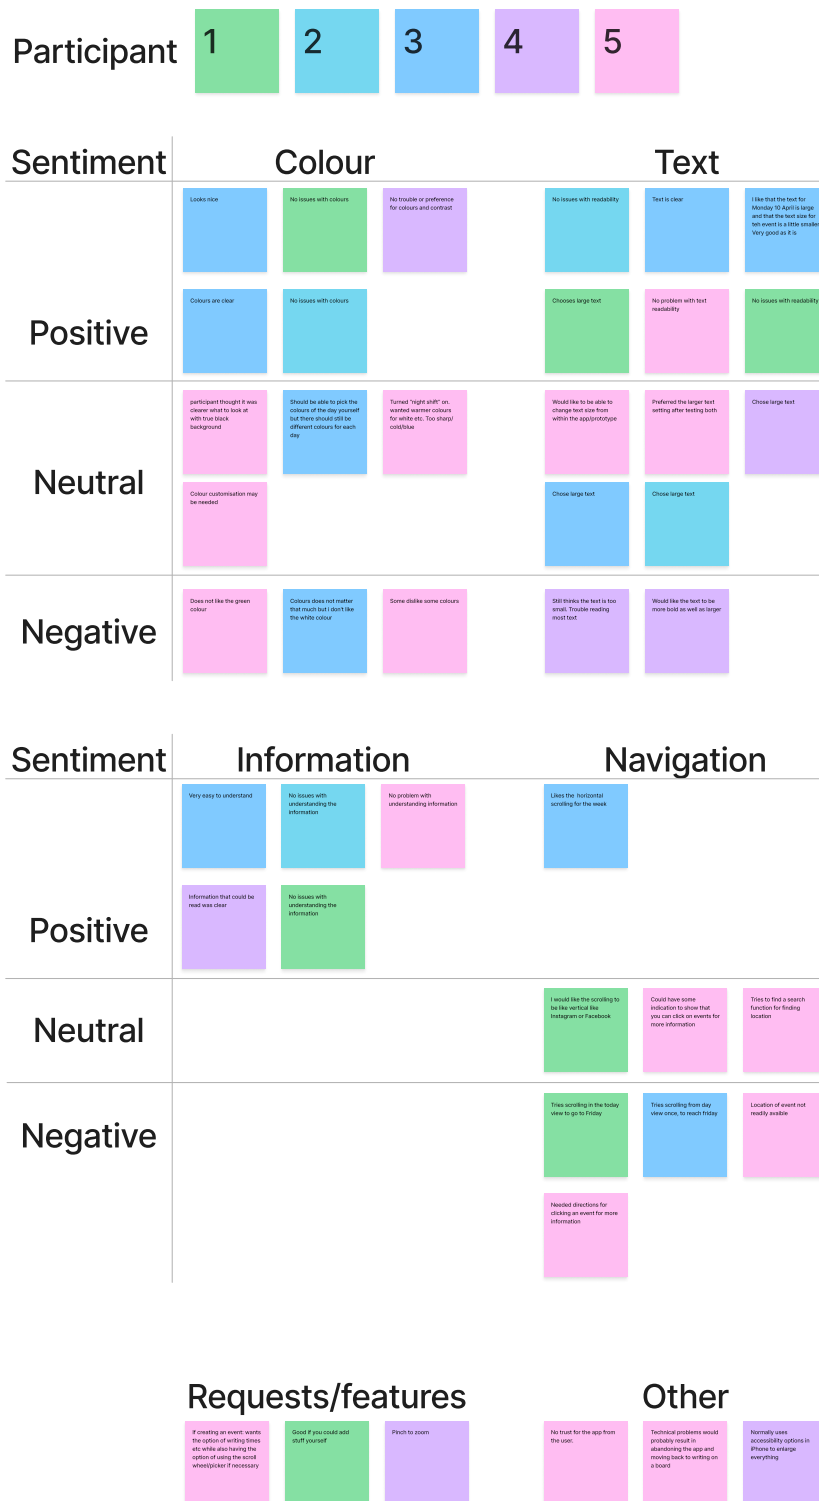 Participant
1
2
3
4
5
Sentiment
Colour
Text
Looks nice
No issues with colours
No trouble or preference
for colours and contrast
No issues with readability
Text is clear
I like that the text for
Monday 10 April is large
and that the text size for
teh event is a little smaller
Very good as it is
Positive
Colours are clear
No issues with colours
Chooses large text
No problem with text
readability
No issues with readability
Neutral
participant thought it was
clearer what to look at
with true black
background
Should be able to pick the
colours of the day yourself
but there should still be
different colours for each
day
Turned "night shift" on.
wanted warmer colours
for white etc. Too sharp/
cold/blue
Would like to be able to
change text size from
within the app/prototype
Preferred the larger text
setting after testing both
Chose large text
Colour customisation may
be needed
Chose large text
Chose large text
Negative
Does not like the green
colour
Colours does not matter
that much but i don't like
the white colour
Some dislike some colours
Still thinks the text is too
small. Trouble reading
most text
Would like the text to be
more bold as well as larger
Sentiment
Information
Navigation
Very easy to understand
No issues with
understanding the
information
No problem with
understanding information
Likes the horizontal
scrolling for the week
Positive
Information that could be
read was clear
No issues with
understanding the
information
Neutral
I would like the scrolling to
be like vertical like
Instagram or Facebook
Could have some
indication to show that
you can click on events for
more information
Tries to find a search
function for finding
location
Negative
Tries scrolling in the today
view to go to Friday
Tries scrolling from day
view once, to reach friday
Location of event not
readily avaible
Needed directions for
clicking an event for more
information
Requests/features
Other
If creating an event: wants
the option of writing times
etc while also having the
option of using the scroll
wheel/picker if necessary
Good if you could add
stuff yourself
Pinch to zoom
No trust for the app from
the user.
Technical problems would
probably result in
abandoning the app and
moving back to writing on
a board
Normally uses
accessibility options in
iPhone to enlarge
everything